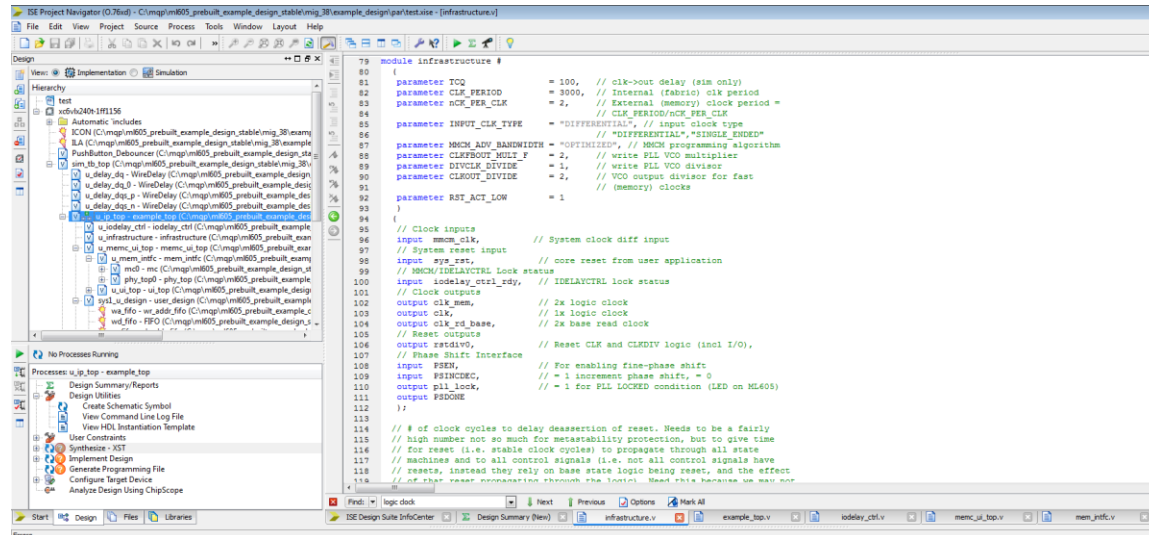 ISE Project Navigator (O.76xd) - C:\mqp\ml605_prebuilt_example_design_stable\mig_38\example_design\par\test.xise - [infrastructure.v]
File Edit View Project Source Process Tools Window Layout Help
Design
View: Implementation Simulation
Hierarchy
test
xc6vlx240t-1ff1156
Automatic `includes
ICON (C:\mqp\ml605_prebuilt_example_design_stable\mig_38\examp
ILA (C:\mqp\ml605_prebuilt_example_design_stable\mig_38\example
PushButton_Debouncer (C:\mqp\ml605_prebuilt_example_design_sta
sim_tb_top (C:\mqp\ml605_prebuilt_example_design_stable\mig_38\
u_delay_dq - WireDelay (C:\mqp\ml605_prebuilt_example_design
u_delay_dq_0 - WireDelay (C:\mqp\ml605_prebuilt_example_desig
u_delay_dqs_p - WireDelay (C:\mqp\ml605_prebuilt_example_des
u_delay_dqs_n - WireDelay (C:\mqp\ml605_prebuilt_example_des
u_ip_top - example_top (C:\mqp\ml605_prebuilt_example_desi
u_iodelay_ctrl - iodelay_ctrl (C:\mqp\ml605_prebuilt_example
u_infrastructure - infrastructure (C:\mqp\ml605_prebuilt_exam
u_memc_ui_top - memc_ui_top (C:\mqp\ml605_prebuilt_exar
u_mem_intfc - mem_intfc (C:\mqp\ml605_prebuilt_examp
mc0 - mc (C:\mqp\ml605_prebuilt_example_design_st
phy_top0 - phy_top (C:\mqp\ml605_prebuilt_example
u_ui_top - ui_top (C:\mqp\ml605_prebuilt_example_desig
sys1_u_design - user_design (C:\mqp\ml605_prebuilt_exampl
wa_fifo - wr_addr_fifo (C:\mqp\ml605_prebuilt_example_c
wd_fifo - FIFO (C:\mqp\ml605_prebuilt_example_design_s
No Processes Running
Processes: u_ip_top - example_top
Design Summary/Reports
Design Utilities
Create Schematic Symbol
View Command Line Log File
View HDL Instantiation Template
User Constraints
Synthesize - XST
Implement Design
Generate Programming File
Configure Target Device
Analyze Design Using ChipScope
Start Design Files Libraries
79 module infrastructure #
80 (
81 parameter TCQ = 100, // clk->out delay (sim only)
82 parameter CLK_PERIOD = 3000, // Internal (fabric) clk period
83 parameter nCK_PER_CLK = 2, // External (memory) clock period =
84 // CLK_PERIOD/nCK_PER_CLK
85 parameter INPUT_CLK_TYPE = "DIFFERENTIAL", // input clock type
86 // "DIFFERENTIAL","SINGLE_ENDED"
87 parameter MMCM_ADV_BANDWIDTH = "OPTIMIZED", // MMCM programming algorithm
88 parameter CLKFBOUT_MULT_F = 2, // write PLL VCO multiplier
89 parameter DIVCLK_DIVIDE = 1, // write PLL VCO divisor
90 parameter CLKOUT_DIVIDE = 2, // VCO output divisor for fast
91 // (memory) clocks
92 parameter RST_ACT_LOW = 1
93 )
94 (
95 // Clock inputs
96 input mmcm_clk, // System clock diff input
97 // System reset input
98 input sys_rst, // core reset from user application
99 // MMCM/IDELAYCTRL Lock status
100 input iodelay_ctrl_rdy, // IDELAYCTRL lock status
101 // Clock outputs
102 output clk_mem, // 2x logic clock
103 output clk, // 1x logic clock
104 output clk_rd_base, // 2x base read clock
105 // Reset outputs
106 output rstdiv0, // Reset CLK and CLKDIV logic (incl I/O),
107 // Phase Shift Interface
108 input PSEN, // For enabling fine-phase shift
109 input PSINCDEC, // = 1 increment phase shift, = 0
110 output pll_lock, // = 1 for PLL LOCKED condition (LED on ML605)
111 output PSDONE
112 );
113
114 // # of clock cycles to delay deassertion of reset. Needs to be a fairly
115 // high number not so much for metastability protection, but to give time
116 // for reset (i.e. stable clock cycles) to propagate through all state
117 // machines and to all control signals (i.e. not all control signals have
118 // resets, instead they rely on base state logic being reset, and the effect
119 // of that reset propagating through the logic). Need this because we may not
Find: logic clock Next Previous Options Mark All
ISE Design Suite InfoCenter Design Summary (New) infrastructure.v example_top.v iodelay_ctrl.v memc_ui_top.v mem_intfc.v